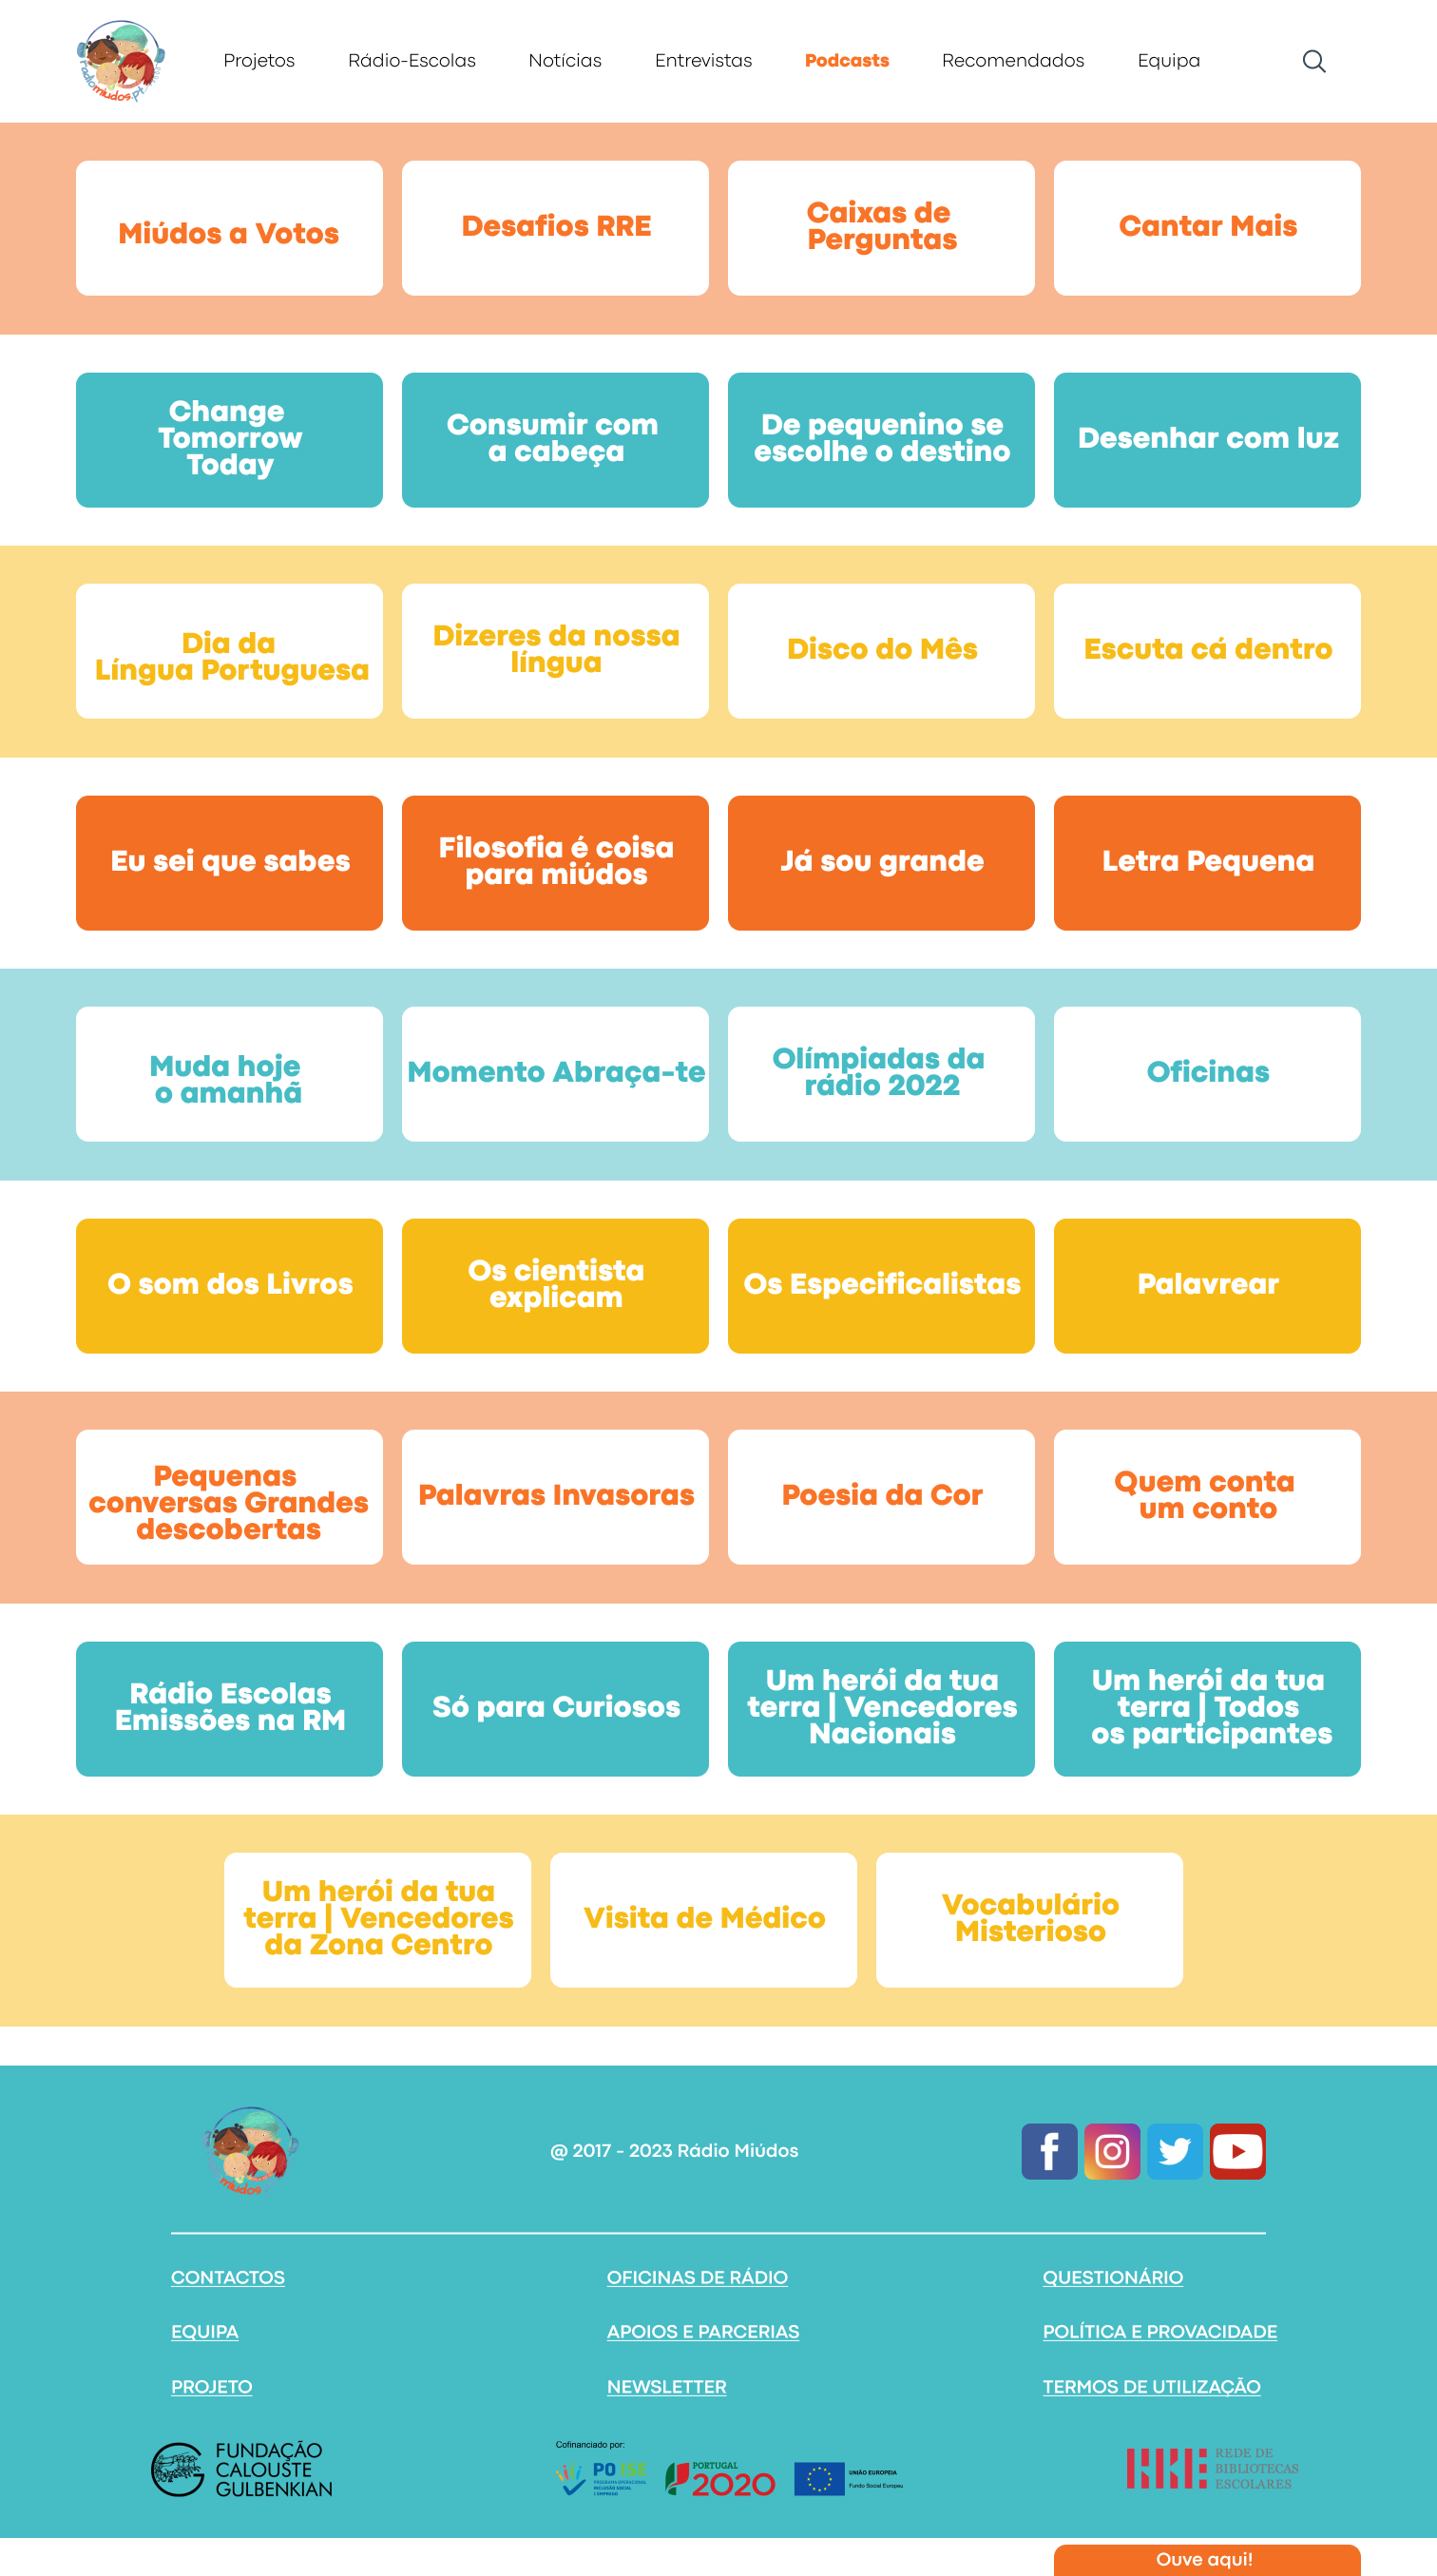 radiomiudos.pt
Projetos Rádio-Escolas Notícias Entrevistas Podcasts Recomendados Equipa
Miúdos a Votos
Desafios RRE
Caixas de
Perguntas
Cantar Mais
Change
Tomorrow
Today
Consumir com
a cabeça
De pequenino se
escolhe o destino
Desenhar com luz
Dia da
Língua Portuguesa
Dizeres da nossa
língua
Disco do Mês
Escuta cá dentro
Eu sei que sabes
Filosofia é coisa
para miúdos
Já sou grande
Letra Pequena
Muda hoje
o amanhã
Momento Abraça-te
Olímpiadas da
rádio 2022
Oficinas
O som dos Livros
Os cientista
explicam
Os Especificalistas
Palavrear
Pequenas
conversas Grandes
descobertas
Palavras Invasoras
Poesia da Cor
Quem conta
um conto
Rádio Escolas
Emissões na RM
Só para Curiosos
Um herói da tua
terra | Vencedores
Nacionais
Um herói da tua
terra | Todos
os participantes
Um herói da tua
terra | Vencedores
da Zona Centro
Visita de Médico
Vocabulário
Misterioso
miudos
@ 2017 - 2023 Rádio Miúdos
CONTACTOS
OFICINAS DE RÁDIO
QUESTIONÁRIO
EQUIPA
APOIOS E PARCERIAS
POLÍTICA E PROVACIDADE
PROJETO
NEWSLETTER
TERMOS DE UTILIZAÇÃO
FUNDAÇÃO
CALOUSTE
GULBENKIAN
Cofinanciado por:
PO ISE
PROGRAMA OPERACIONAL
INCLUSÃO SOCIAL
E EMPREGO
PORTUGAL
2020
UNIÃO EUROPEIA
Fundo Social Europeu
REDE DE
BIBLIOTECAS
ESCOLARES
Ouve aqui!